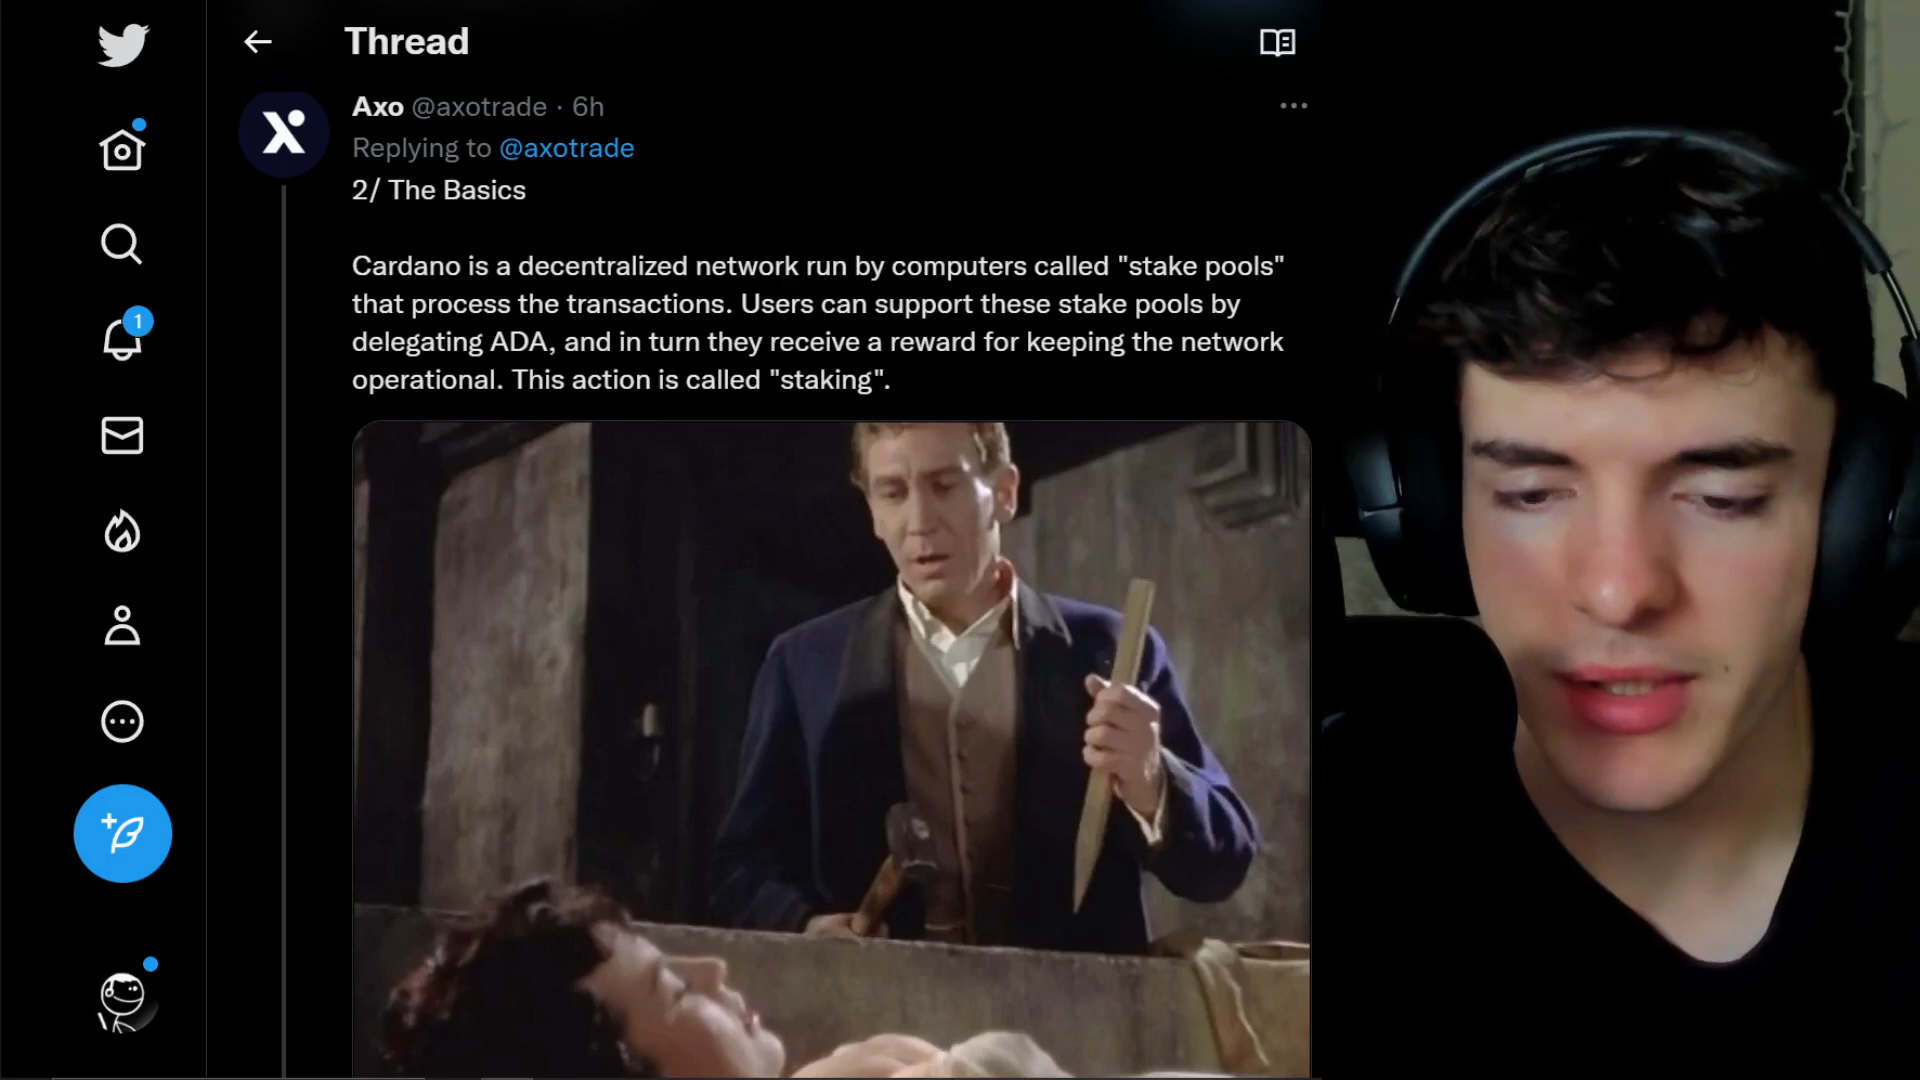 Thread
Axo @axotrade · 6h
Replying to @axotrade
2/ The Basics
Cardano is a decentralized network run by computers called "stake pools"
that process the transactions. Users can support these stake pools by
delegating ADA, and in turn they receive a reward for keeping the network
operational. This action is called "staking".
1